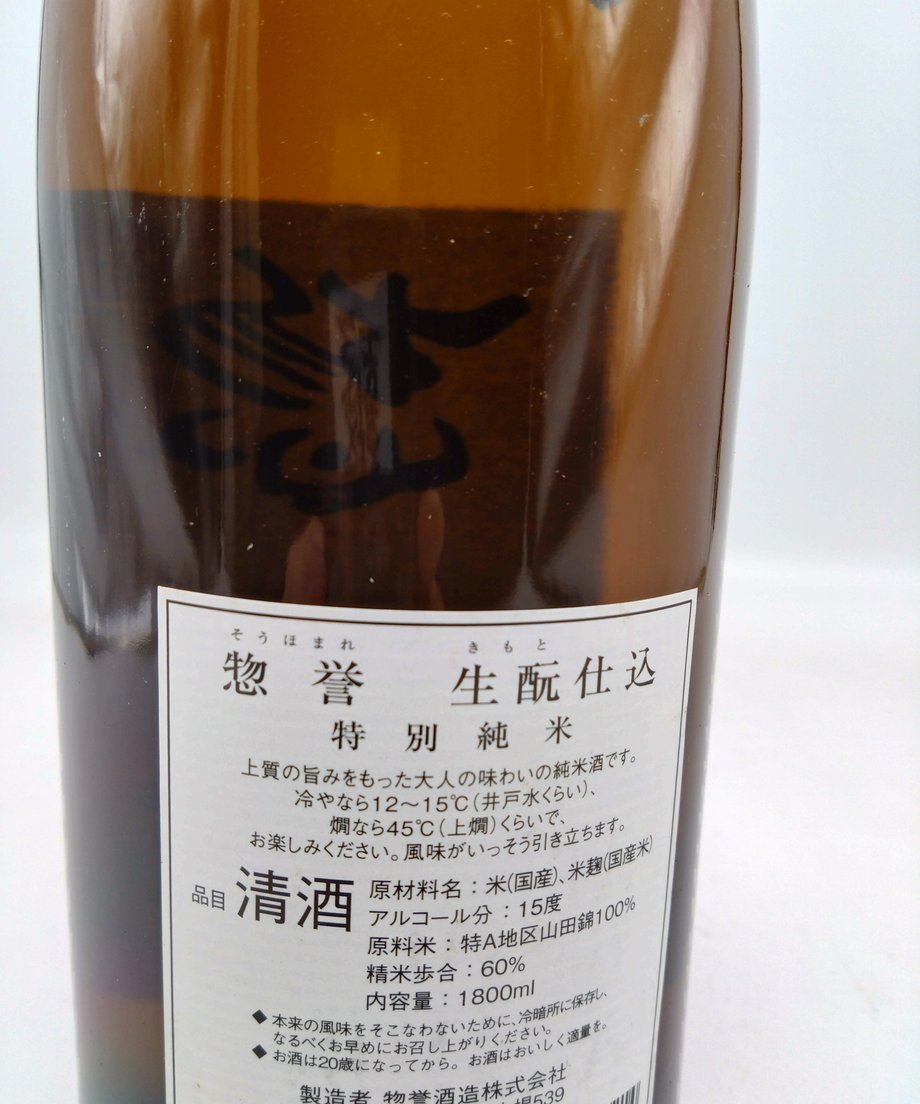 そうほまれ きもと
惣誉 生酛仕込
特別純米
上質の旨みをもった大人の味わいの純米酒です。
冷やなら12～15℃(井戸水くらい)、
燗なら45℃(上燗)くらいで、
お楽しみください。風味がいっそう引き立ちます。
品目 清酒
原材料名：米(国産)、米麹(国産米)
アルコール分：15度
原料米：特A地区山田錦100%
精米歩合：60%
内容量：1800ml
◆本来の風味をそこなわないために、冷暗所に保存し、
なるべくお早めにお召し上がりください。
◆お酒は20歳になってから。お酒はおいしく適量を。
製造者 惣誉酒造株式会社
539